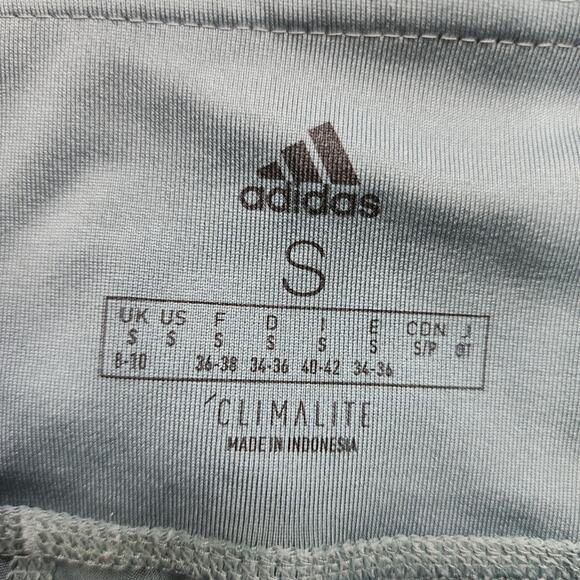 adidas
S
UK US F D I E CDN J
S S S S S S S/P OT
8-10 36-38 34-36 40-42 34-36
CLIMALITE
MADE IN INDONESIA